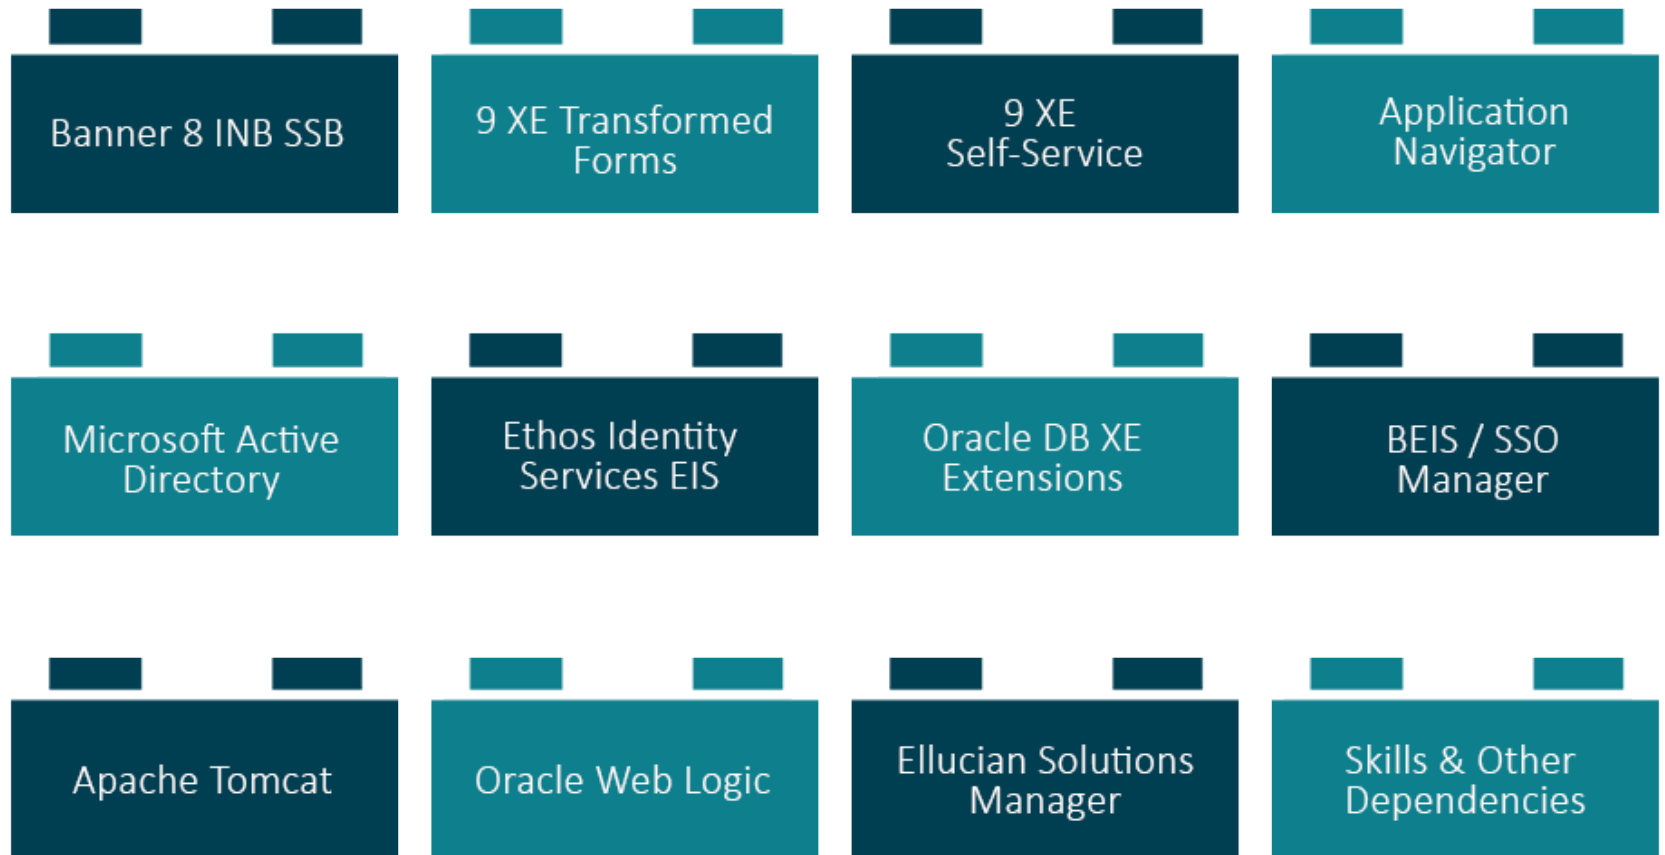 Banner 8 INB SSB
9 XE Transformed
Forms
9 XE
Self-Service
Application
Navigator
Microsoft Active
Directory
Ethos Identity
Services EIS
Oracle DB XE
Extensions
BEIS / SSO
Manager
Apache Tomcat
Oracle Web Logic
Ellucian Solutions
Manager
Skills & Other
Dependencies